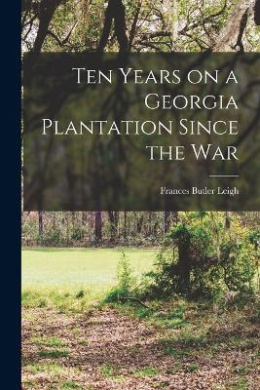 Ten Years on a
Georgia
Plantation Since
the War
Frances Butler Leigh